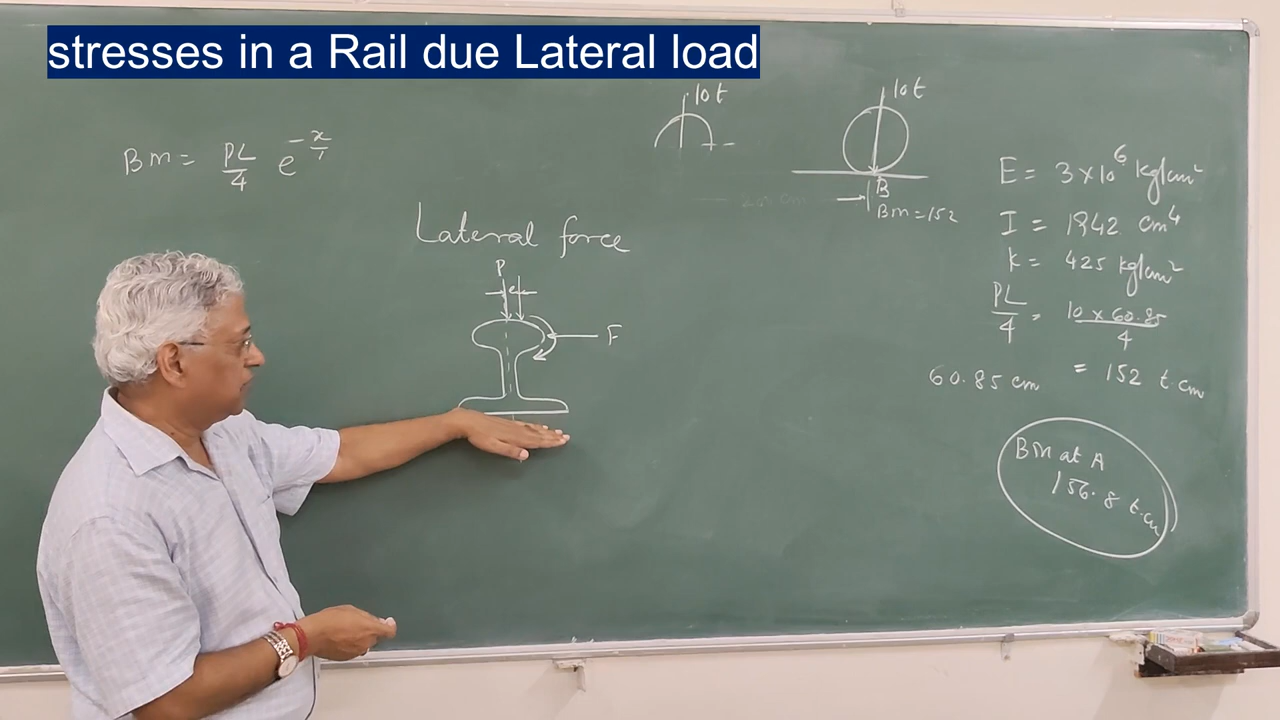 stresses in a Rail due Lateral load
BM = PL/4 e^-x/
10t
10t
B
BM=152
Lateral force
P
e
F
E = 3×10^6 kg/cm²
I = 1942 cm⁴
k = 425 kg/cm²
PL/4 = 10 × 60.85/4
= 152 t.cm
60.85 cm
BM at A
156.8 t.cm